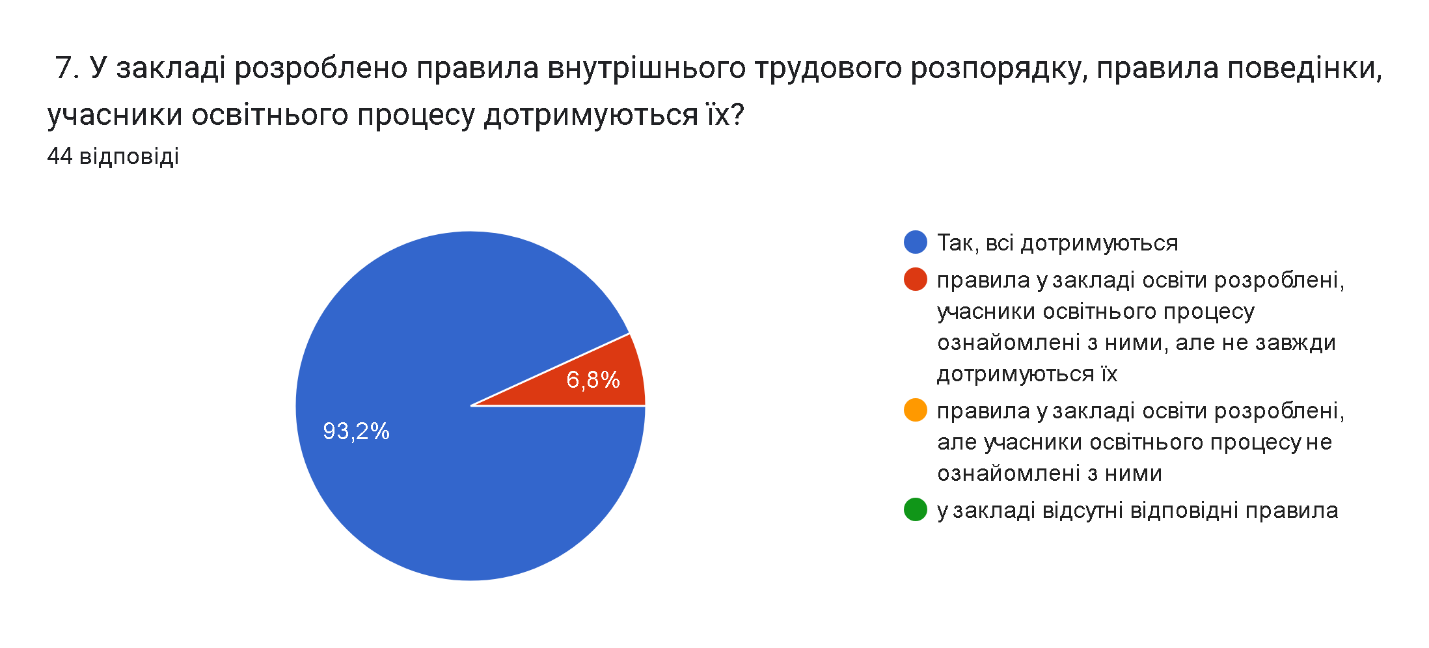 7. У закладі розроблено правила внутрішнього трудового розпорядку, правила поведінки,
учасники освітнього процесу дотримуються їх?
44 відповіді
Так, всі дотримуються
правила у закладі освіти розроблені,
учасники освітнього процесу
ознайомлені з ними, але не завжди
дотримуються їх
правила у закладі освіти розроблені,
але учасники освітнього процесу не
ознайомлені з ними
у закладі відсутні відповідні правила
6,8%
93,2%